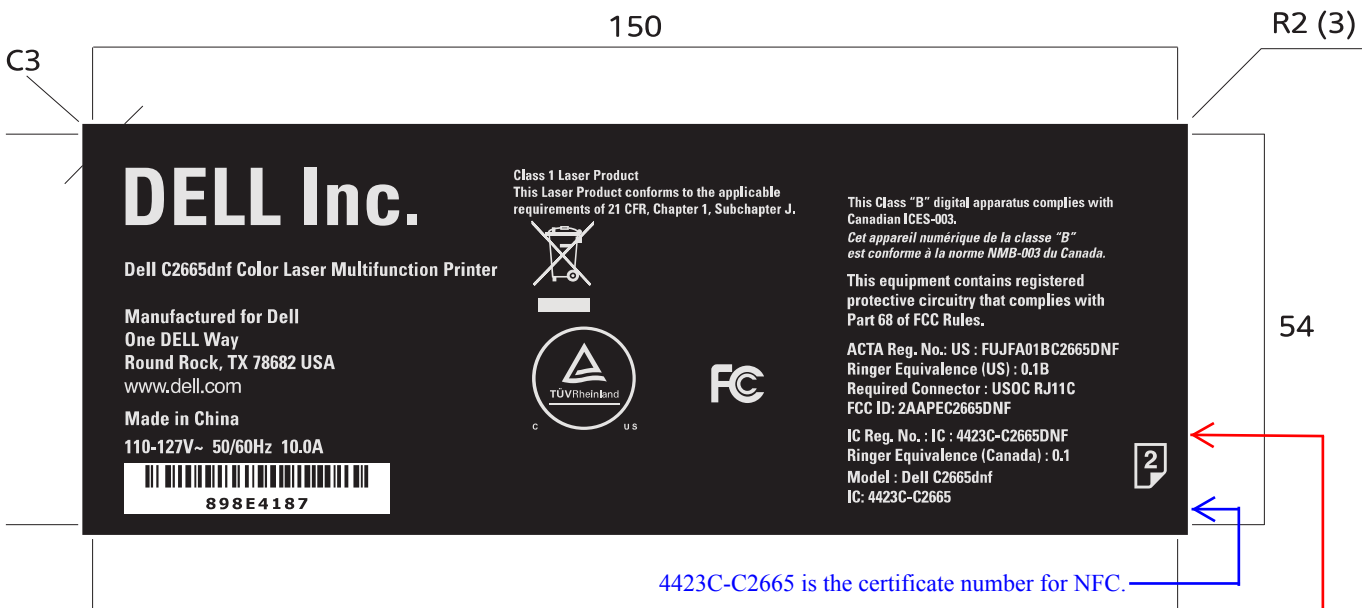 150
R2 (3)
C3
DELL Inc.
Dell C2665dnf Color Laser Multifunction Printer
Manufactured for Dell
One DELL Way
Round Rock, TX 78682 USA
www.dell.com
Made in China
110-127V~ 50/60Hz 10.0A
898E4187
Class 1 Laser Product
This Laser Product conforms to the applicable
requirements of 21 CFR, Chapter 1, Subchapter J.
TÜVRheinland
C US
FC
This Class “B” digital apparatus complies with
Canadian ICES-003.
Cet appareil numérique de la classe “B”
est conforme à la norme NMB-003 du Canada.
This equipment contains registered
protective circuitry that complies with
Part 68 of FCC Rules.
ACTA Reg. No.: US : FUJFA01BC2665DNF
Ringer Equivalence (US) : 0.1B
Required Connector : USOC RJ11C
FCC ID: 2AAPEC2665DNF
IC Reg. No. : IC : 4423C-C2665DNF
Ringer Equivalence (Canada) : 0.1
Model : Dell C2665dnf
IC: 4423C-C2665
2
54
4423C-C2665 is the certificate number for NFC.